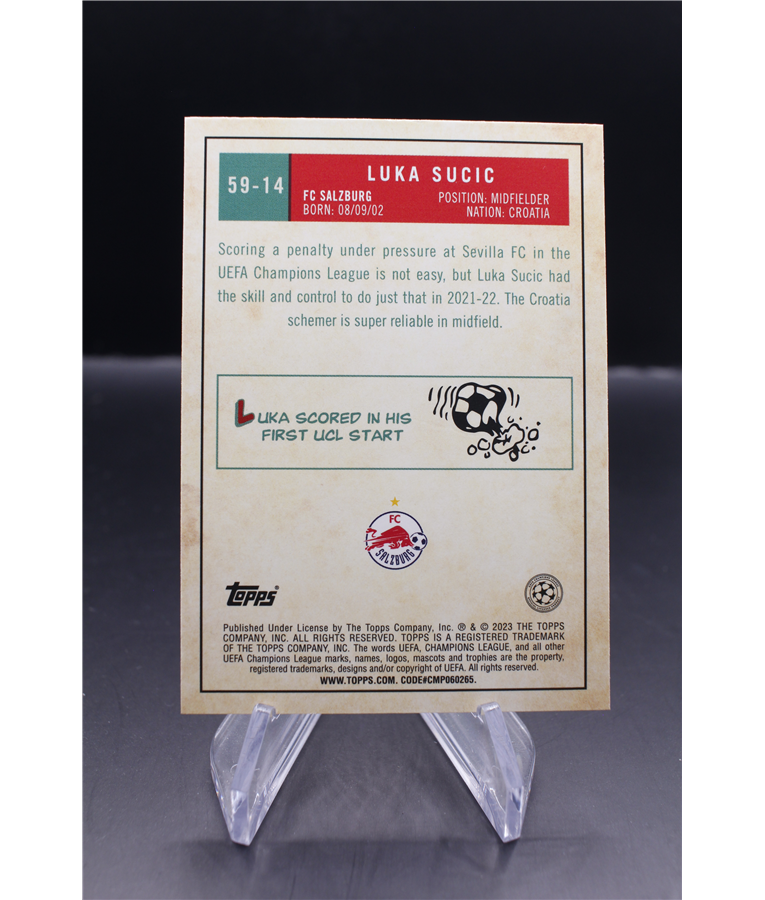 59-14
LUKA SUCIC
FC SALZBURG
POSITION: MIDFIELDER
BORN: 08/09/02
NATION: CROATIA
Scoring a penalty under pressure at Sevilla FC in the
UEFA Champions League is not easy, but Luka Sucic had
the skill and control to do just that in 2021-22. The Croatia
schemer is super reliable in midfield.
LUKA SCORED IN HIS
FIRST UCL START
FC
SALZBURG
Topps®
Published Under License by The Topps Company, Inc. ® & © 2023 THE TOPPS
COMPANY, INC. ALL RIGHTS RESERVED. TOPPS IS A REGISTERED TRADEMARK
OF THE TOPPS COMPANY, INC. The words UEFA, CHAMPIONS LEAGUE, and all other
UEFA Champions League marks, names, logos, mascots and trophies are the property,
registered trademarks, designs and/or copyright of UEFA. All rights reserved.
WWW.TOPPS.COM. CODE#CMP060265.